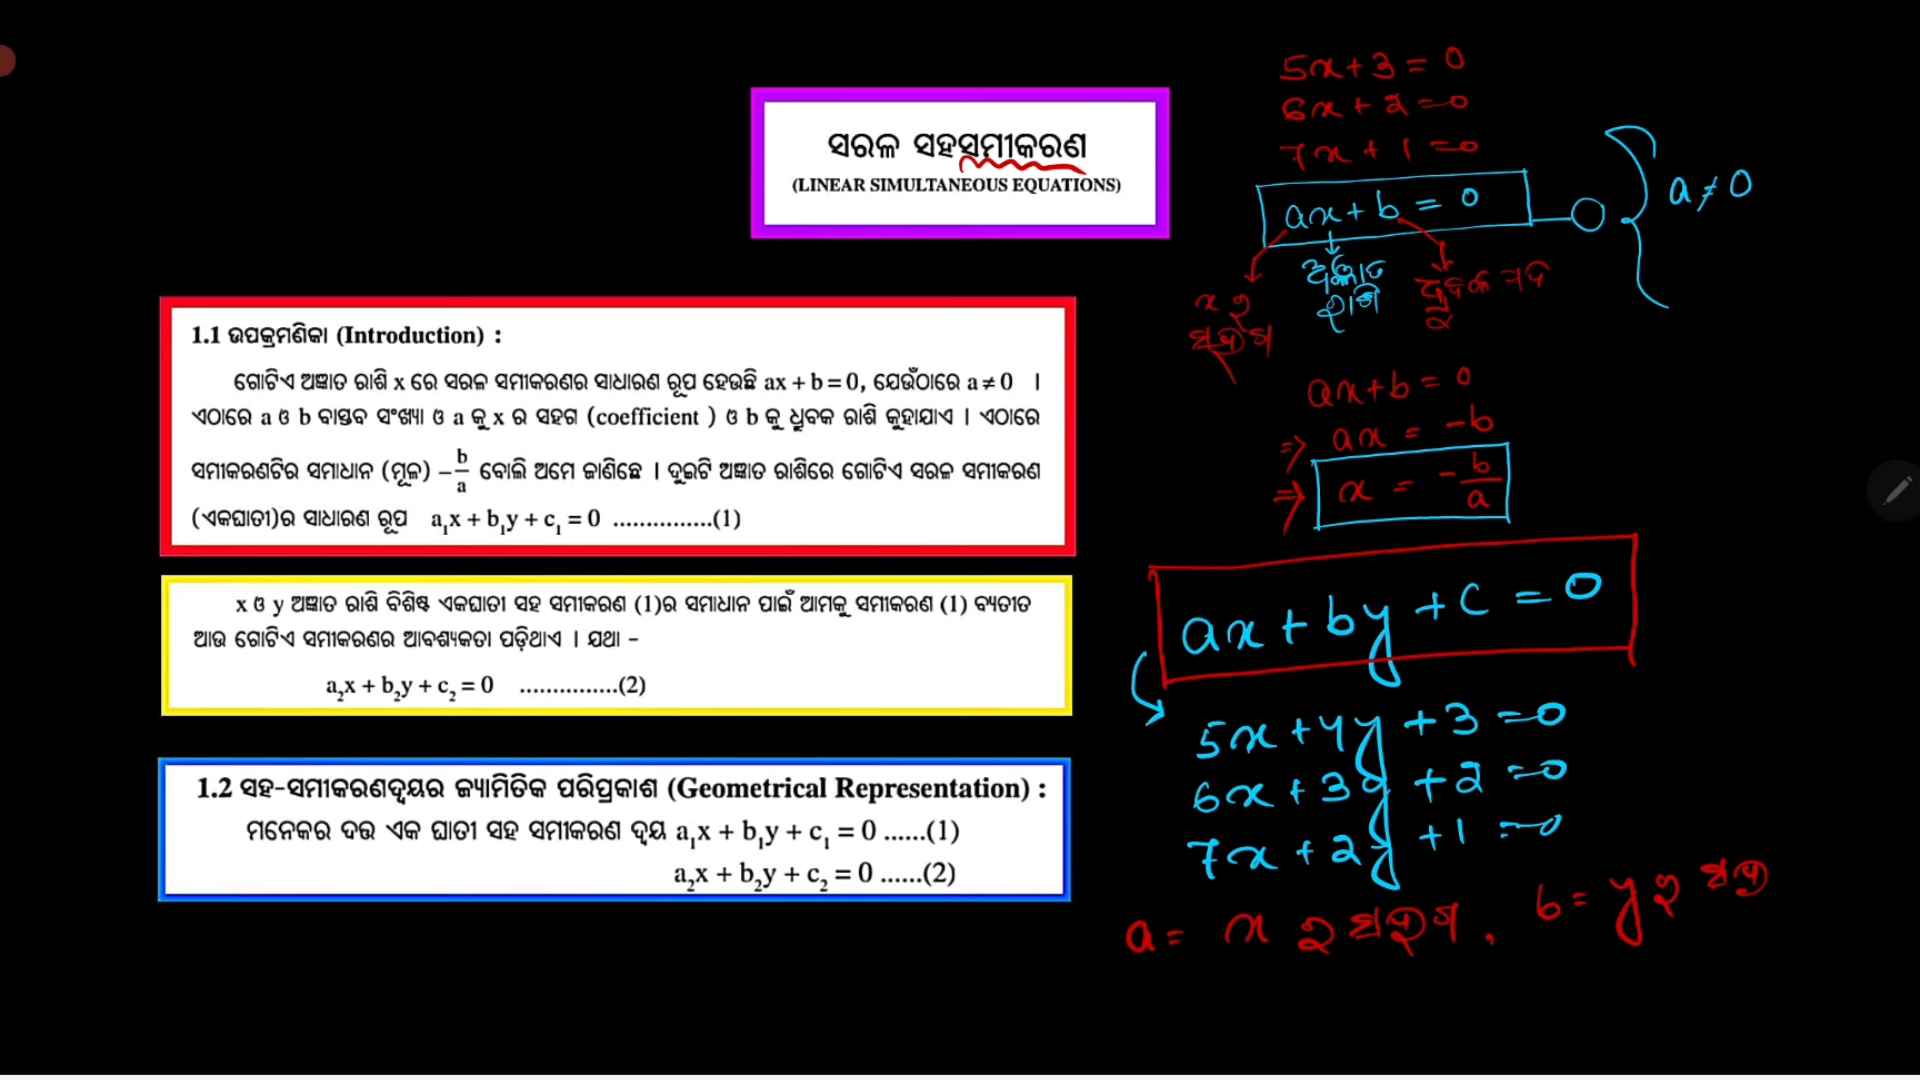 ସରଳ ସହସମୀକରଣ
(LINEAR SIMULTANEOUS EQUATIONS)
1.1 ଉପକ୍ରମଣିକା (Introduction) :
ଗୋଟିଏ ଅଜ୍ଞାତ ରାଶି x ରେ ସରଳ ସମୀକରଣର ସାଧାରଣ ରୂପ ହେଉଛି ax + b = 0, ଯେଉଁଠାରେ a ≠ 0 ।
ଏଠାରେ a ଓ b ବାସ୍ତବ ସଂଖ୍ୟା ଓ a କୁ x ର ସହଗ (coefficient ) ଓ b କୁ ଧ୍ରୁବକ ରାଶି କୁହାଯାଏ । ଏଠାରେ
ସମୀକରଣଟିର ସମାଧାନ (ମୂଳ) –b/a ବୋଲି ଅମେ ଜାଣିଛେ । ଦୁଇଟି ଅଜ୍ଞାତ ରାଶିରେ ଗୋଟିଏ ସରଳ ସମୀକରଣ
(ଏକଘାତୀ)ର ସାଧାରଣ ରୂପ a₁x + b₁y + c₁ = 0 ...............(1)
x ଓ y ଅଜ୍ଞାତ ରାଶି ବିଶିଷ୍ଟ ଏକଘାତୀ ସହ ସମୀକରଣ (1)ର ସମାଧାନ ପାଇଁ ଆମକୁ ସମୀକରଣ (1) ବ୍ୟତୀତ
ଆଉ ଗୋଟିଏ ସମୀକରଣର ଆବଶ୍ୟକତା ପଡ଼ିଥାଏ । ଯଥା –
a₂x + b₂y + c₂ = 0 ...............(2)
1.2 ସହ-ସମୀକରଣଦ୍ୱୟର ଜ୍ୟାମିତିକ ପରିପ୍ରକାଶ (Geometrical Representation) :
ମନେକର ଦତ୍ତ ଏକ ଘାତୀ ସହ ସମୀକରଣ ଦ୍ୱୟ a₁x + b₁y + c₁ = 0 ......(1)
a₂x + b₂y + c₂ = 0 ......(2)
5x + 3 = 0
6x + 2 = 0
7x + 1 = 0
ax + b = 0
a ≠ 0
ଅଜ୍ଞାତ
ରାଶି
x ର
ସହଗ
ax + b = 0
⇒ ax = -b
⇒ x = -b/a
ax + by + c = 0
5x + 4y + 3 = 0
6x + 3y + 2 = 0
7x + 2y + 1 = 0
a = x ର ସହଗ , b = y ର